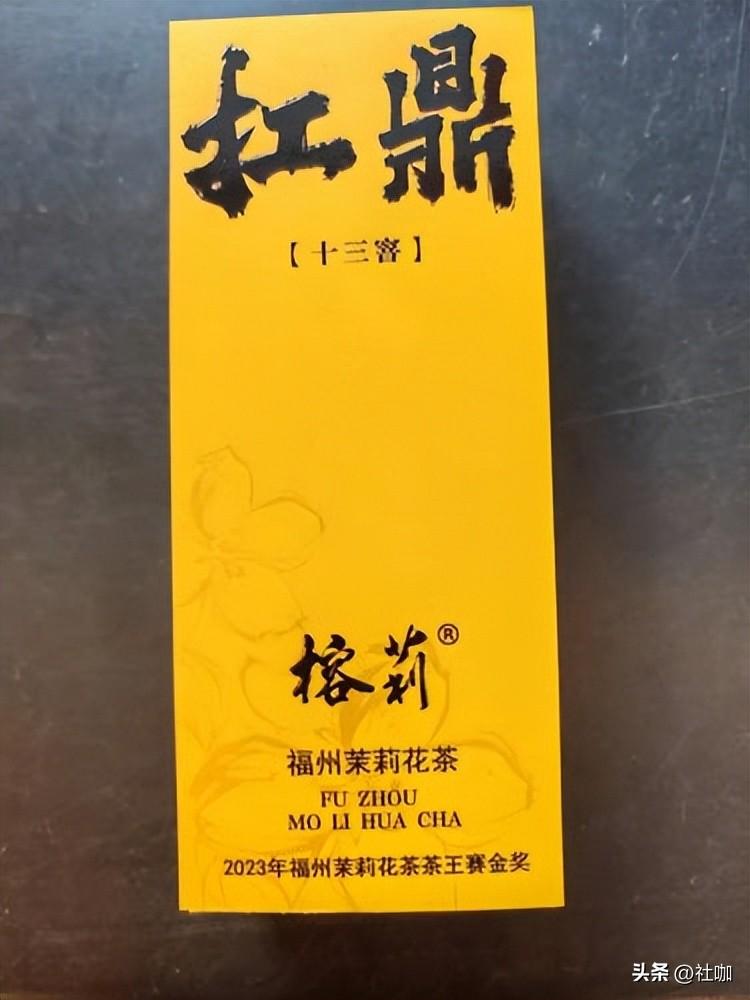 扛鼎
【十三窨】
榕莉®
福州茉莉花茶
FU ZHOU
MO LI HUA CHA
2023年福州茉莉花茶茶王赛金奖
头条 @社咖